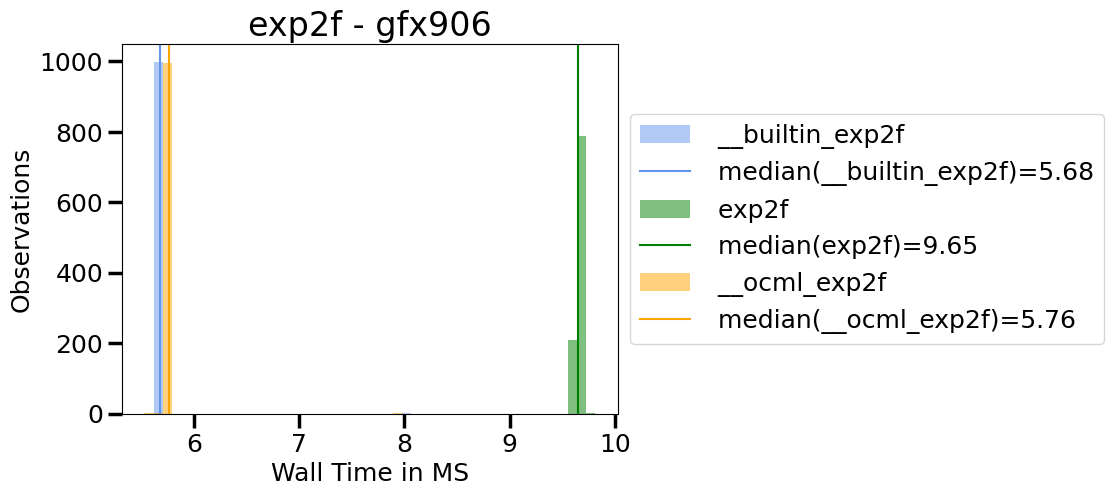 exp2f - gfx906
1000
800
600
400
200
0
Observations
6
7
8
9
10
Wall Time in MS
__builtin_exp2f
median(__builtin_exp2f)=5.68
exp2f
median(exp2f)=9.65
__ocml_exp2f
median(__ocml_exp2f)=5.76